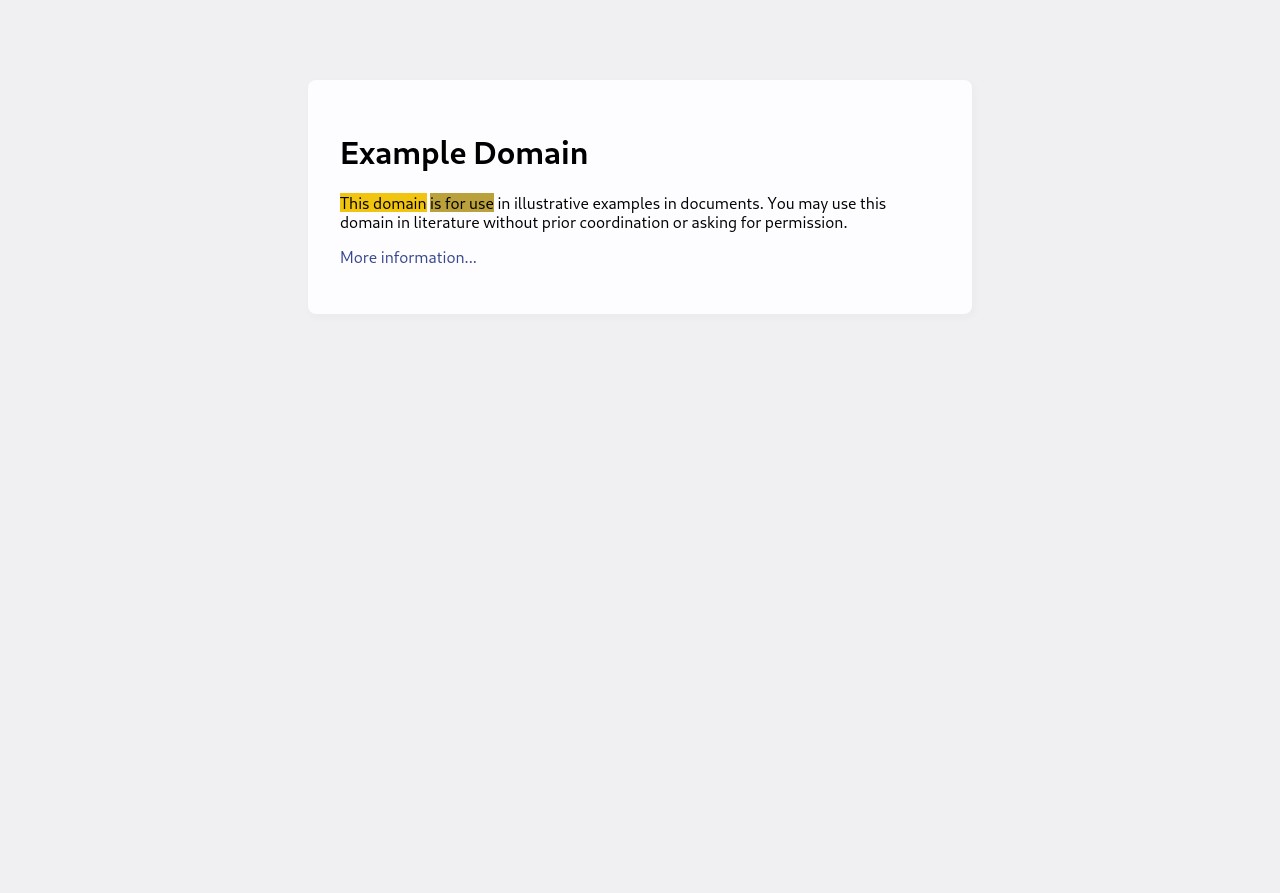 Example Domain
This domain is for use in illustrative examples in documents. You may use this
domain in literature without prior coordination or asking for permission.
More information...